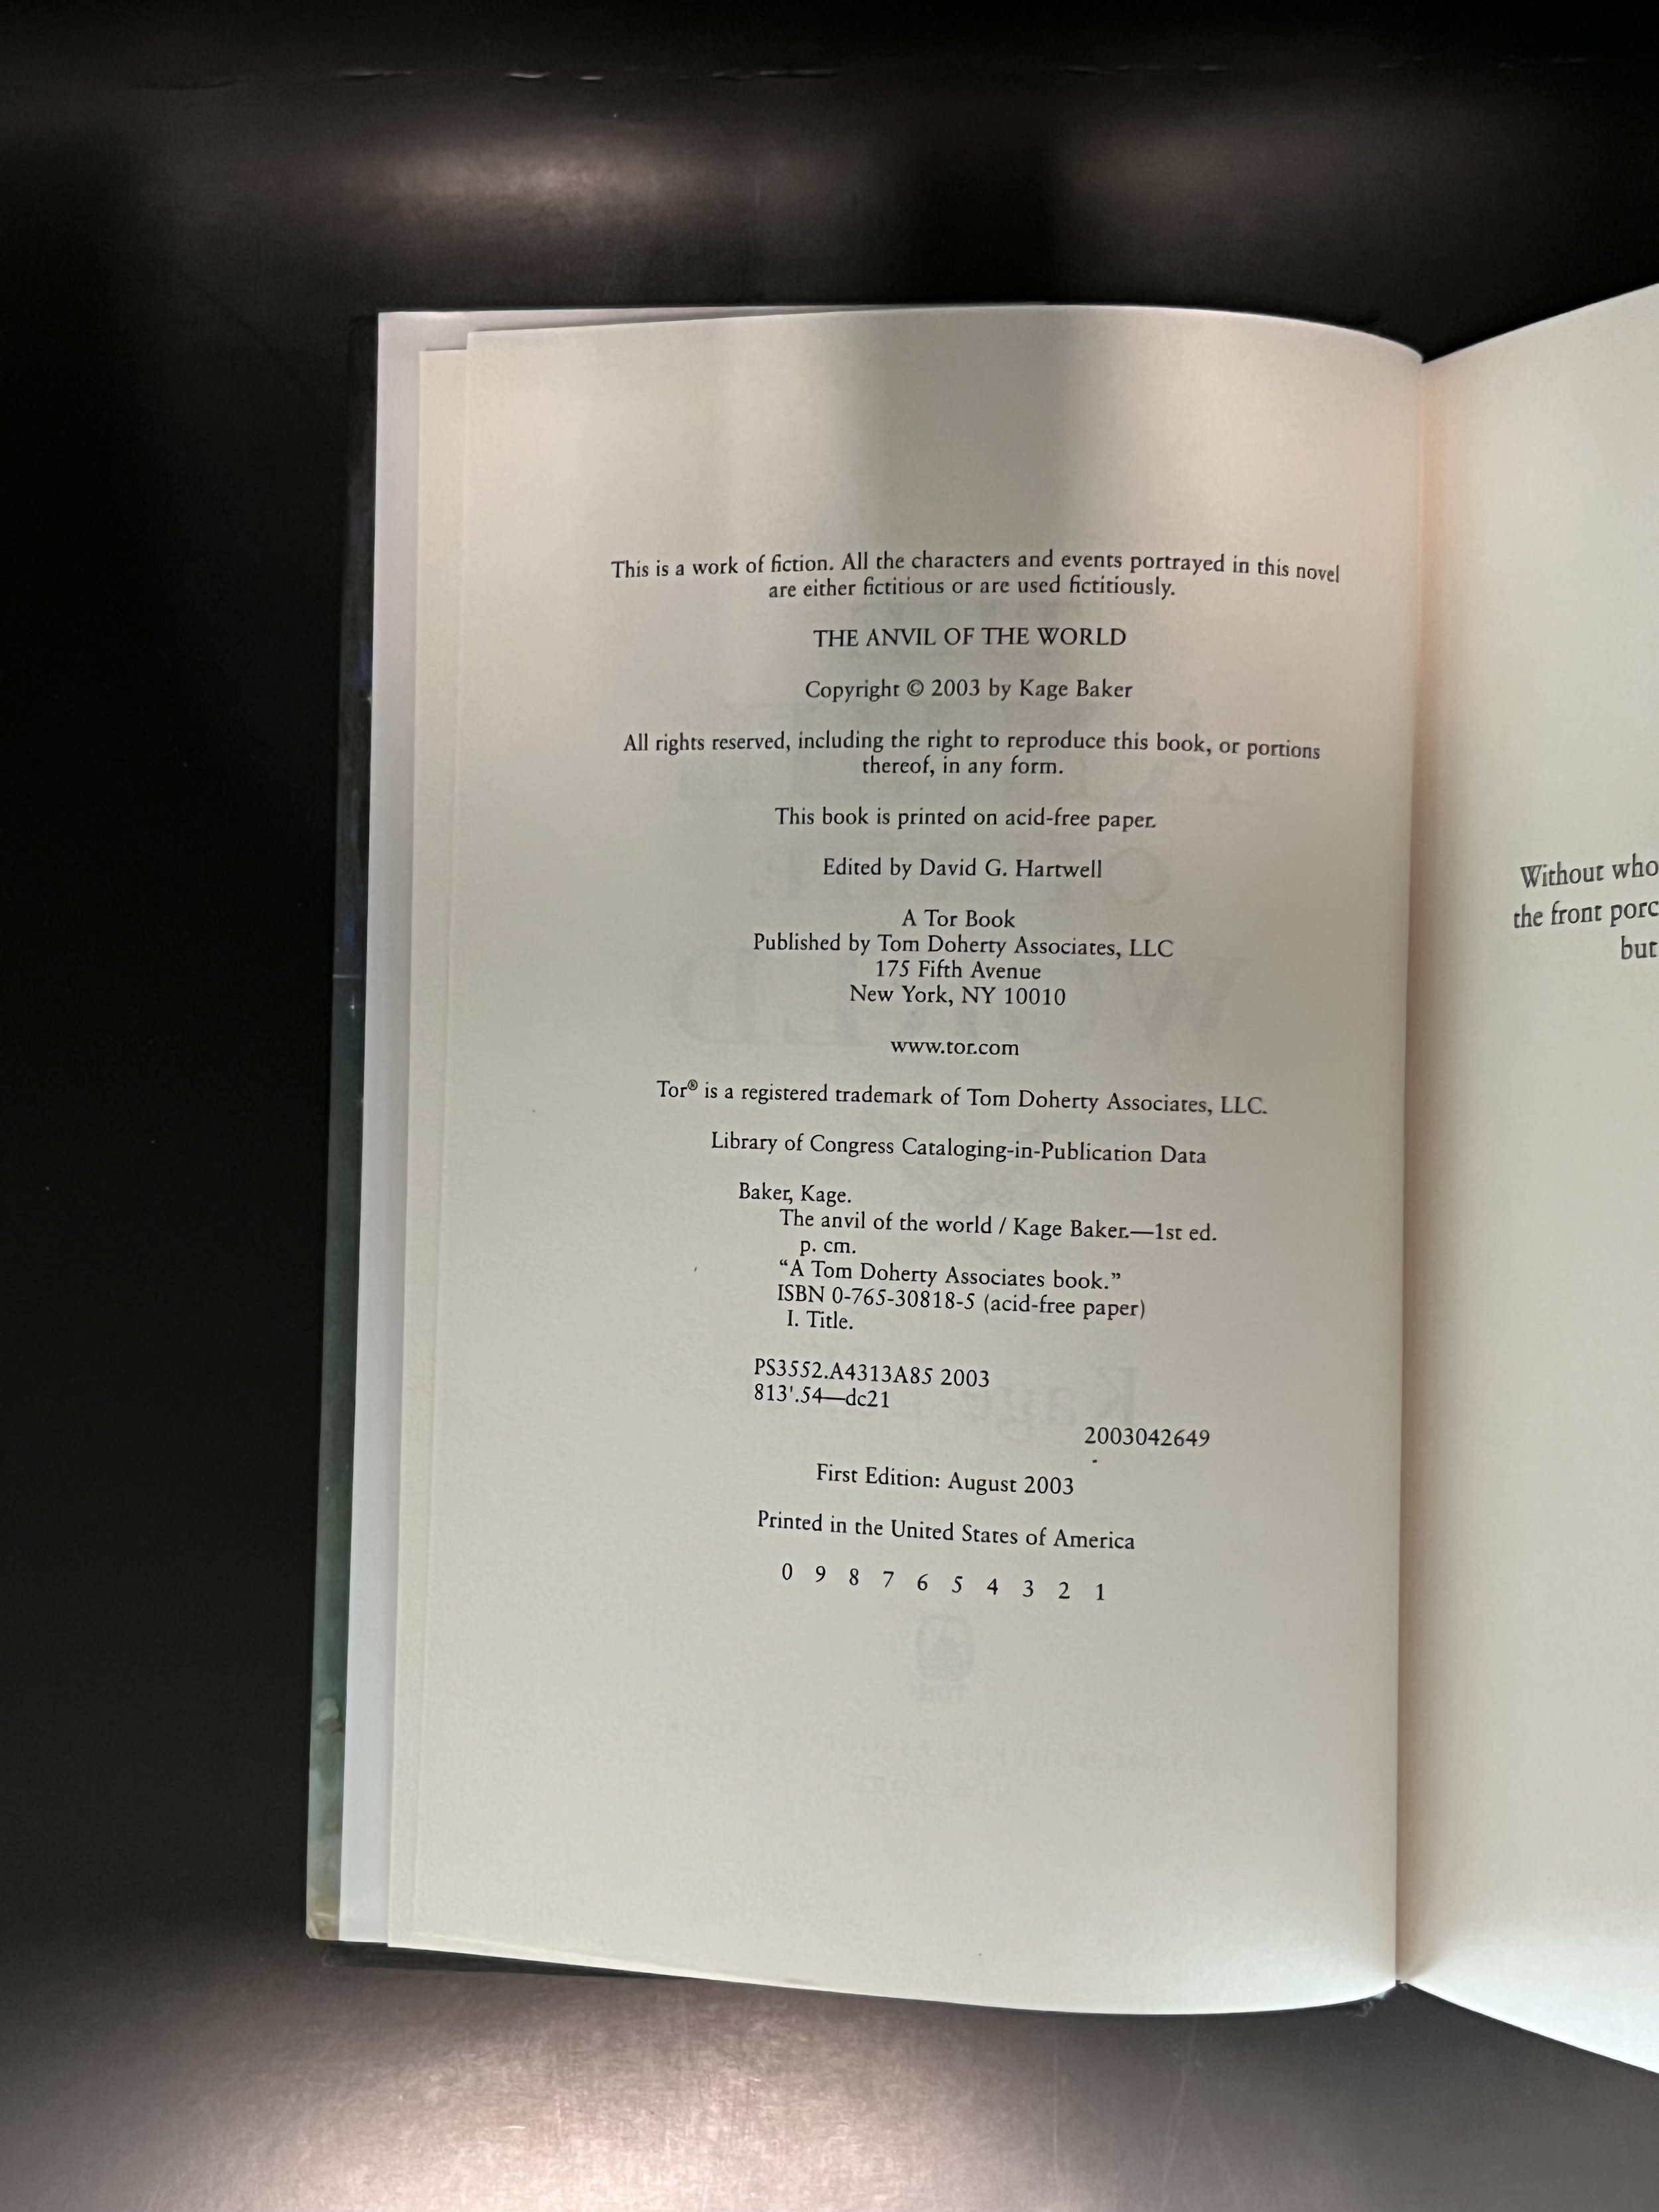 This is a work of fiction. All the characters and events portrayed in this novel
are either fictitious or are used fictitiously.
THE ANVIL OF THE WORLD
Copyright © 2003 by Kage Baker
All rights reserved, including the right to reproduce this book, or portions
thereof, in any form.
This book is printed on acid-free paper.
Edited by David G. Hartwell
A Tor Book
Published by Tom Doherty Associates, LLC
175 Fifth Avenue
New York, NY 10010
www.tor.com
Tor® is a registered trademark of Tom Doherty Associates, LLC.
Library of Congress Cataloging-in-Publication Data
Baker, Kage.
The anvil of the world / Kage Baker.—1st ed.
p. cm.
“A Tom Doherty Associates book.”
ISBN 0-765-30818-5 (acid-free paper)
I. Title.
PS3552.A4313A85 2003
813'.54—dc21
2003042649
First Edition: August 2003
Printed in the United States of America
0 9 8 7 6 5 4 3 2 1
Without who
the front porc
but